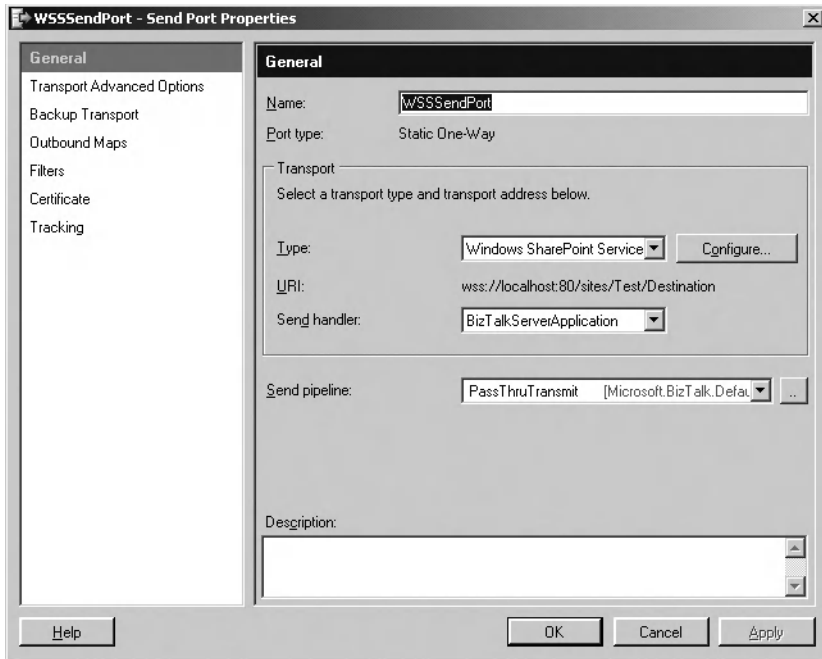 WSSSendPort - Send Port Properties
General
Transport Advanced Options
Backup Transport
Outbound Maps
Filters
Certificate
Tracking
General
Name: WSSSendPort
Port type: Static One-Way
Transport
Select a transport type and transport address below.
Type: Windows SharePoint Service Configure...
URI: wss://localhost:80/sites/Test/Destination
Send handler: BizTalkServerApplication
Send pipeline: PassThruTransmit [Microsoft.BizTalk.Defau ..
Description:
Help OK Cancel Apply